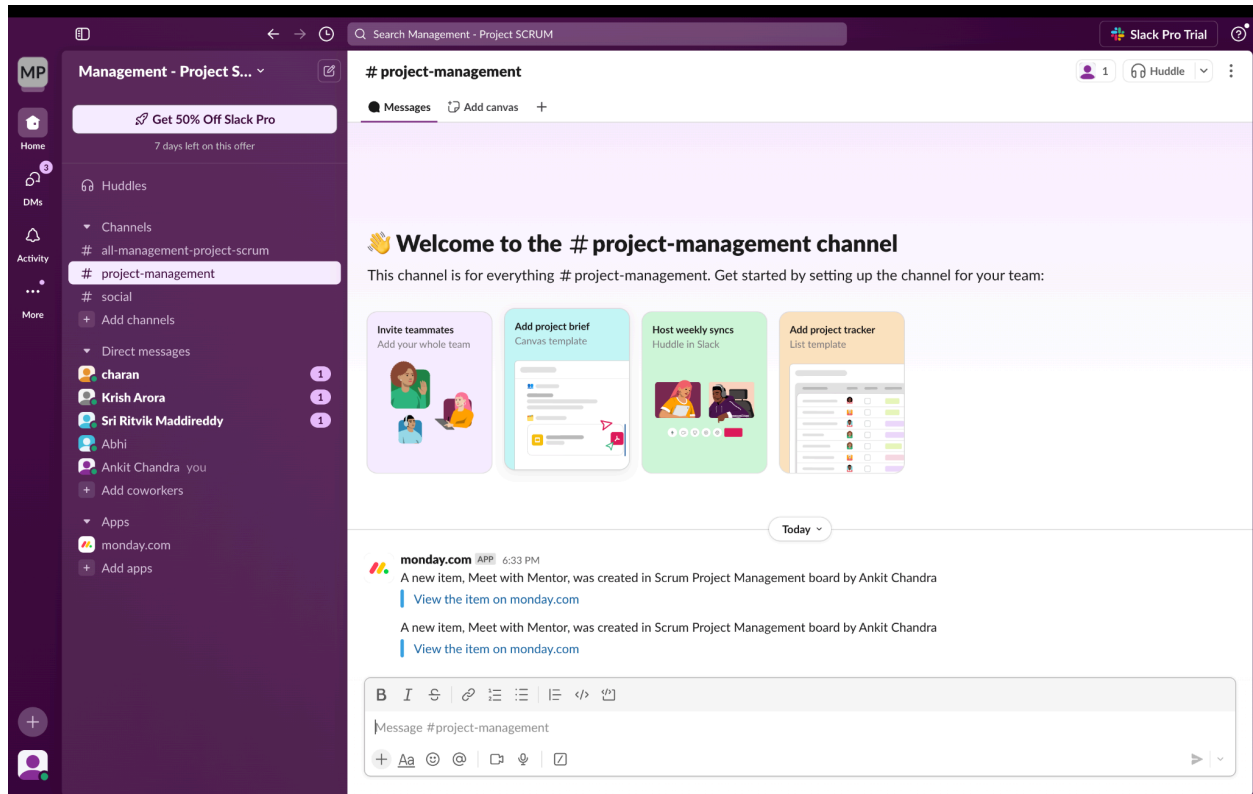 Search Management - Project SCRUM
Slack Pro Trial
MP
Home
3
DMs
Activity
More
Management - Project S...
Get 50% Off Slack Pro
7 days left on this offer
Huddles
Channels
# all-management-project-scrum
# project-management
# social
+ Add channels
Direct messages
charan 1
Krish Arora 1
Sri Ritvik Maddireddy 1
Abhi
Ankit Chandra you
+ Add coworkers
Apps
monday.com
+ Add apps
# project-management
1
Huddle
Messages
Add canvas
+
👋 Welcome to the # project-management channel
This channel is for everything # project-management. Get started by setting up the channel for your team:
Invite teammates
Add your whole team
Add project brief
Canvas template
Host weekly syncs
Huddle in Slack
Add project tracker
List template
Today
monday.com APP 6:33 PM
A new item, Meet with Mentor, was created in Scrum Project Management board by Ankit Chandra
View the item on monday.com
A new item, Meet with Mentor, was created in Scrum Project Management board by Ankit Chandra
View the item on monday.com
B I S
Message #project-management
+ Aa @